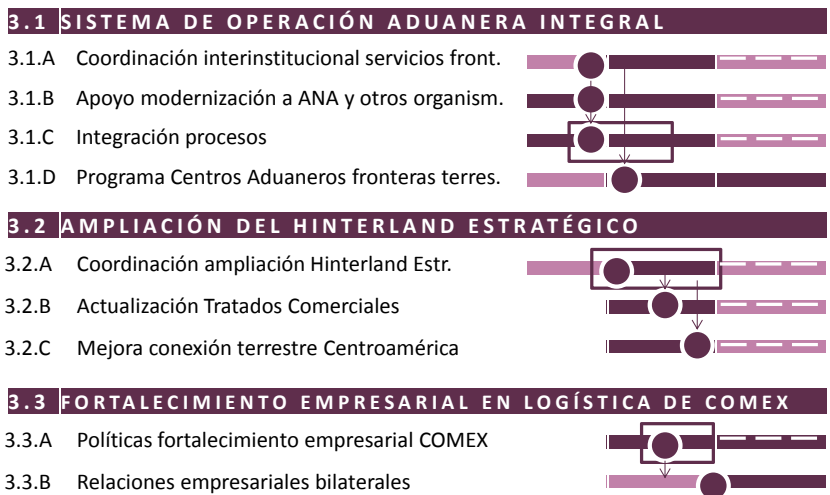 3.1 SISTEMA DE OPERACIÓN ADUANERA INTEGRAL
3.1.A Coordinación interinstitucional servicios front.
3.1.B Apoyo modernización a ANA y otros organism.
3.1.C Integración procesos
3.1.D Programa Centros Aduaneros fronteras terres.
3.2 AMPLIACIÓN DEL HINTERLAND ESTRATÉGICO
3.2.A Coordinación ampliación Hinterland Estr.
3.2.B Actualización Tratados Comerciales
3.2.C Mejora conexión terrestre Centroamérica
3.3 FORTALECIMIENTO EMPRESARIAL EN LOGÍSTICA DE COMEX
3.3.A Políticas fortalecimiento empresarial COMEX
3.3.B Relaciones empresariales bilaterales